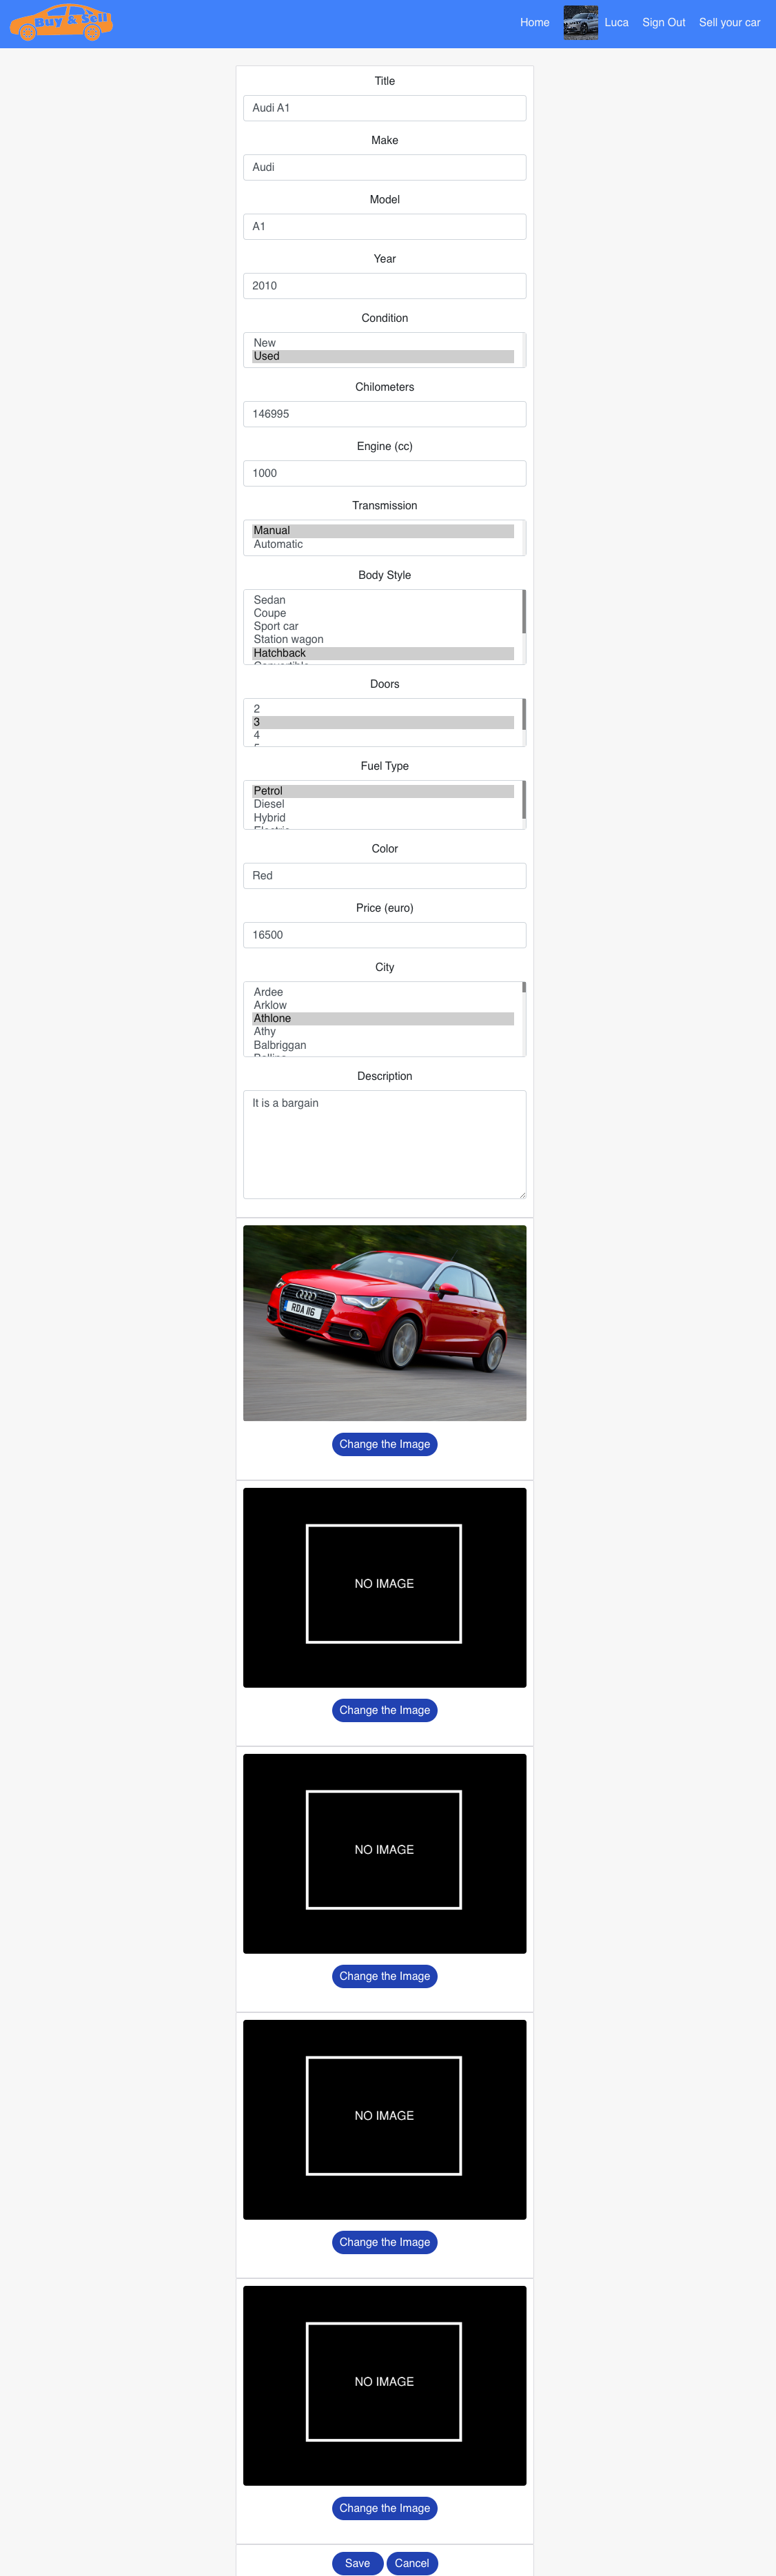 Buy & Sell
Home
Luca
Sign Out
Sell your car
Title
Audi A1
Make
Audi
Model
A1
Year
2010
Condition
New
Used
Chilometers
146995
Engine (cc)
1000
Transmission
Manual
Automatic
Body Style
Sedan
Coupe
Sport car
Station wagon
Hatchback
Convertible
Doors
2
3
4
5
Fuel Type
Petrol
Diesel
Hybrid
Electric
Color
Red
Price (euro)
16500
City
Ardee
Arklow
Athlone
Athy
Balbriggan
Description
It is a bargain
RDA 116
Change the Image
NO IMAGE
Change the Image
NO IMAGE
Change the Image
NO IMAGE
Change the Image
NO IMAGE
Change the Image
Save
Cancel